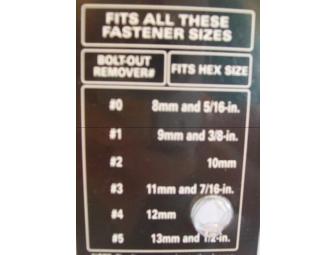 FITS ALL THESE
FASTENER SIZES
BOLT-OUT
REMOVER#
FITS HEX SIZE
#0 8mm and 5/16-in.
#1 9mm and 3/8-in.
#2 10mm
#3 11mm and 7/16-in.
#4 12mm
#5 13mm and 1/2-in.